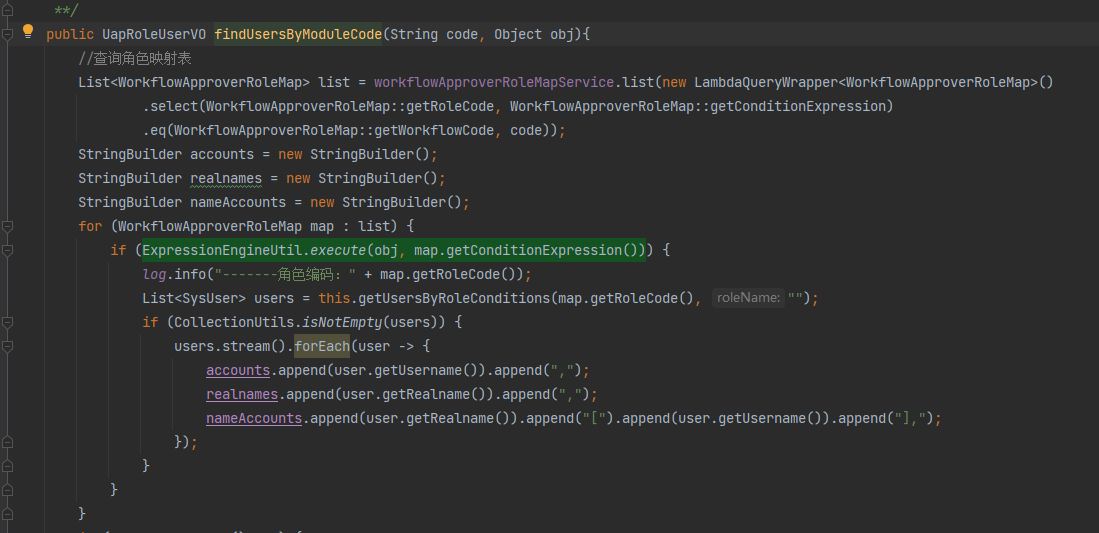 **/
public UapRoleUserVO findUsersByModuleCode(String code, Object obj){
//查询角色映射表
List<WorkflowApproverRoleMap> list = workflowApproverRoleMapService.list(new LambdaQueryWrapper<WorkflowApproverRoleMap>()
.select(WorkflowApproverRoleMap::getRoleCode, WorkflowApproverRoleMap::getConditionExpression)
.eq(WorkflowApproverRoleMap::getWorkflowCode, code));
StringBuilder accounts = new StringBuilder();
StringBuilder realnames = new StringBuilder();
StringBuilder nameAccounts = new StringBuilder();
for (WorkflowApproverRoleMap map : list) {
if (ExpressionEngineUtil.execute(obj, map.getConditionExpression())) {
log.info("-------角色编码：" + map.getRoleCode());
List<SysUser> users = this.getUsersByRoleConditions(map.getRoleCode(), roleName: "");
if (CollectionUtils.isNotEmpty(users)) {
users.stream().forEach(user -> {
accounts.append(user.getUsername()).append(",");
realnames.append(user.getRealname()).append(",");
nameAccounts.append(user.getRealname()).append("[").append(user.getUsername()).append("],");
});
}
}
}